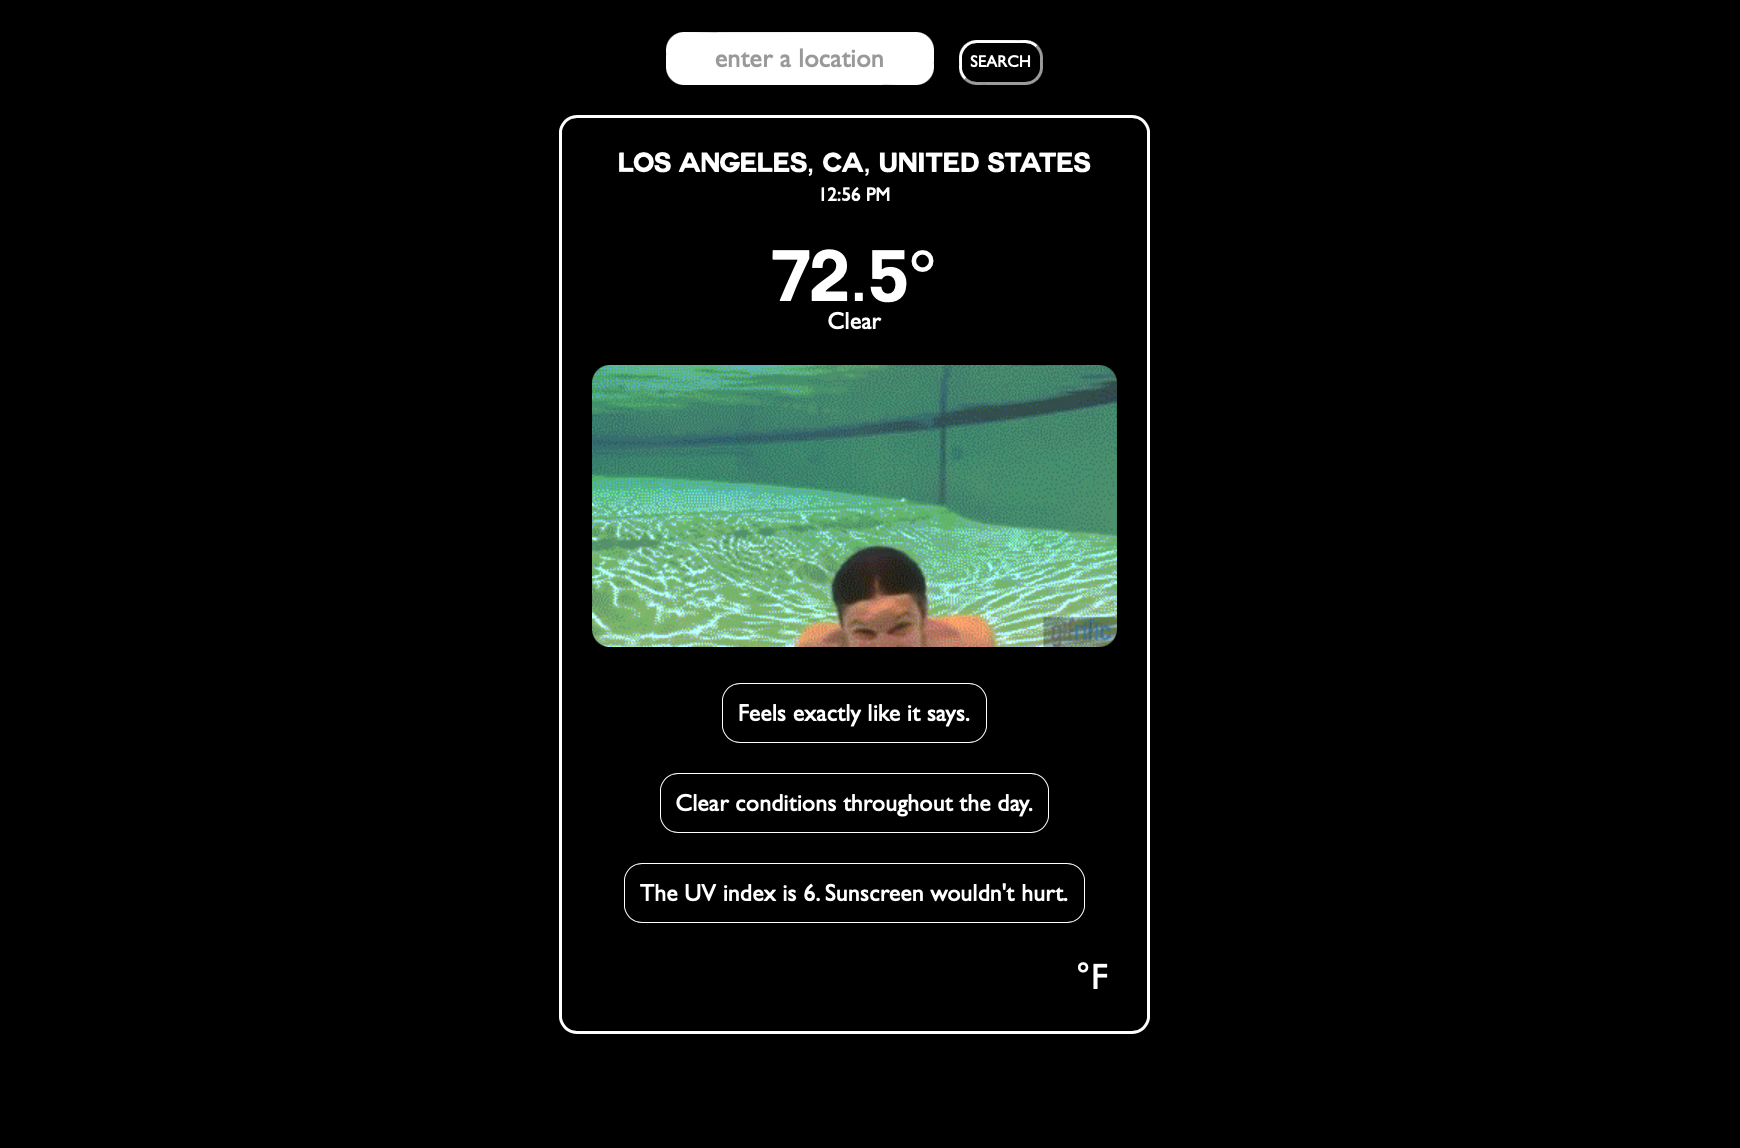 enter a location
SEARCH
LOS ANGELES, CA, UNITED STATES
12:56 PM
72.5°
Clear
Feels exactly like it says.
Clear conditions throughout the day.
The UV index is 6. Sunscreen wouldn't hurt.
°F